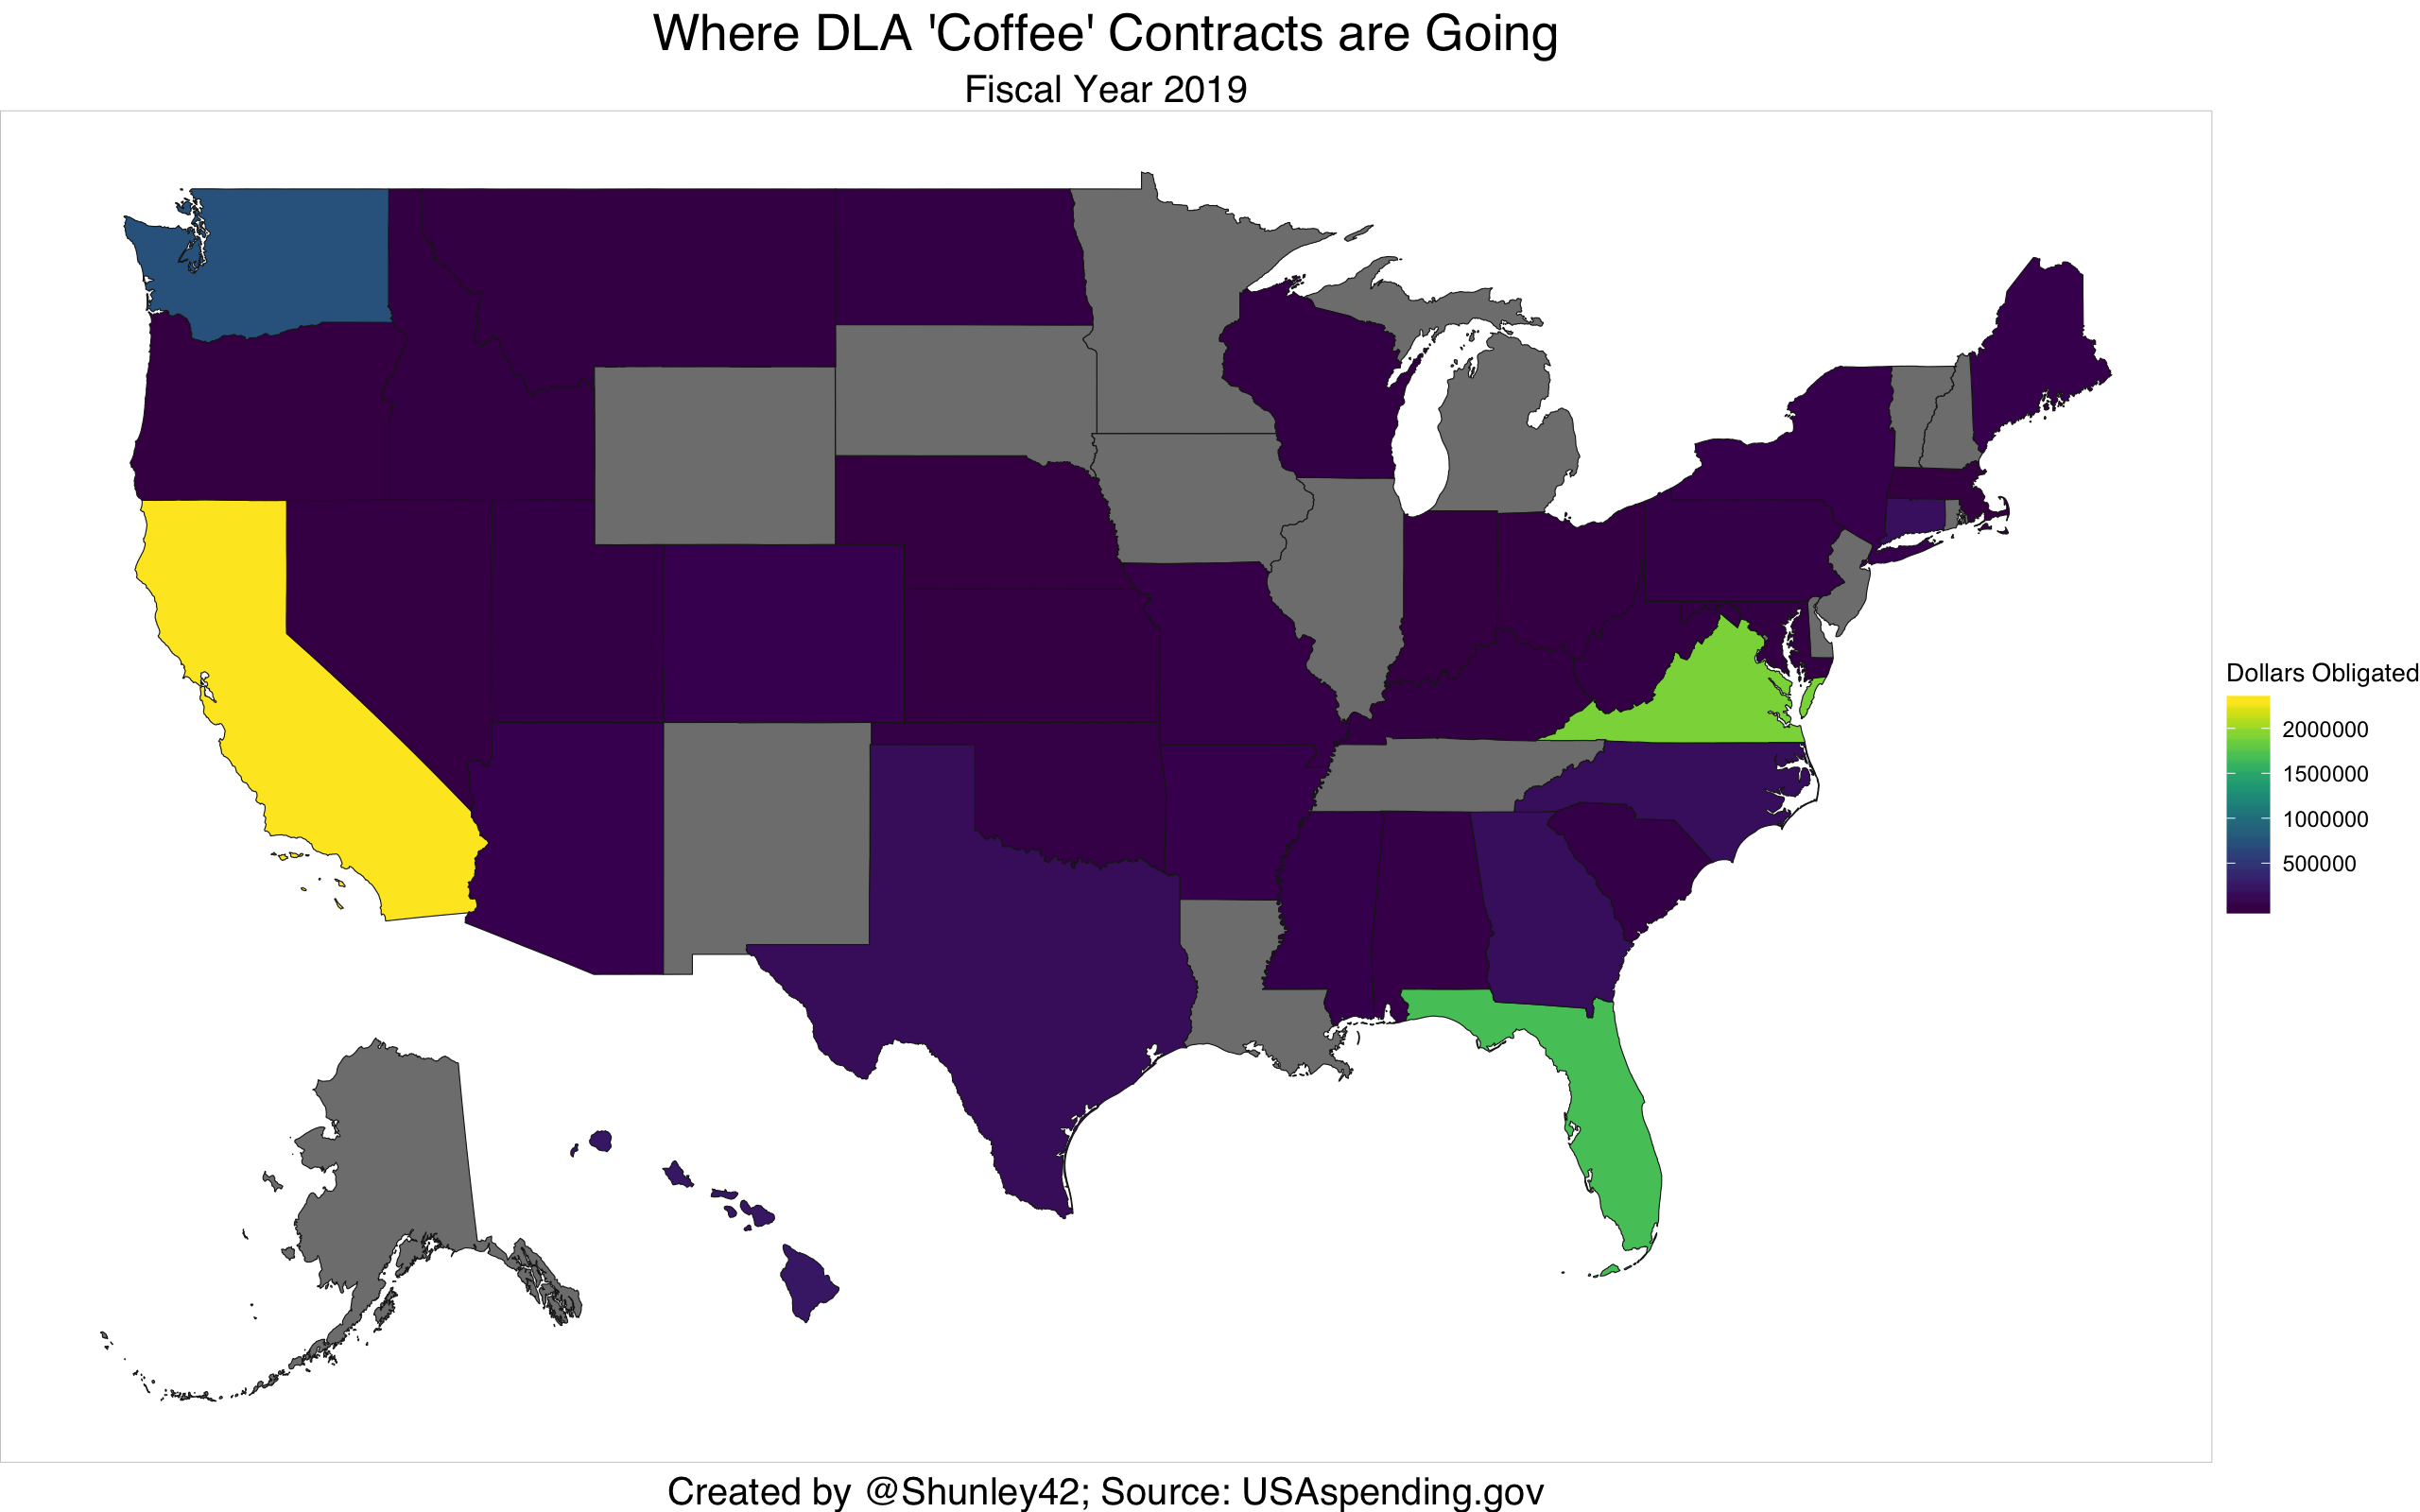 Where DLA 'Coffee' Contracts are Going
Fiscal Year 2019
Dollars Obligated
2000000
1500000
1000000
500000
Created by @Shunley42; Source: USAspending.gov